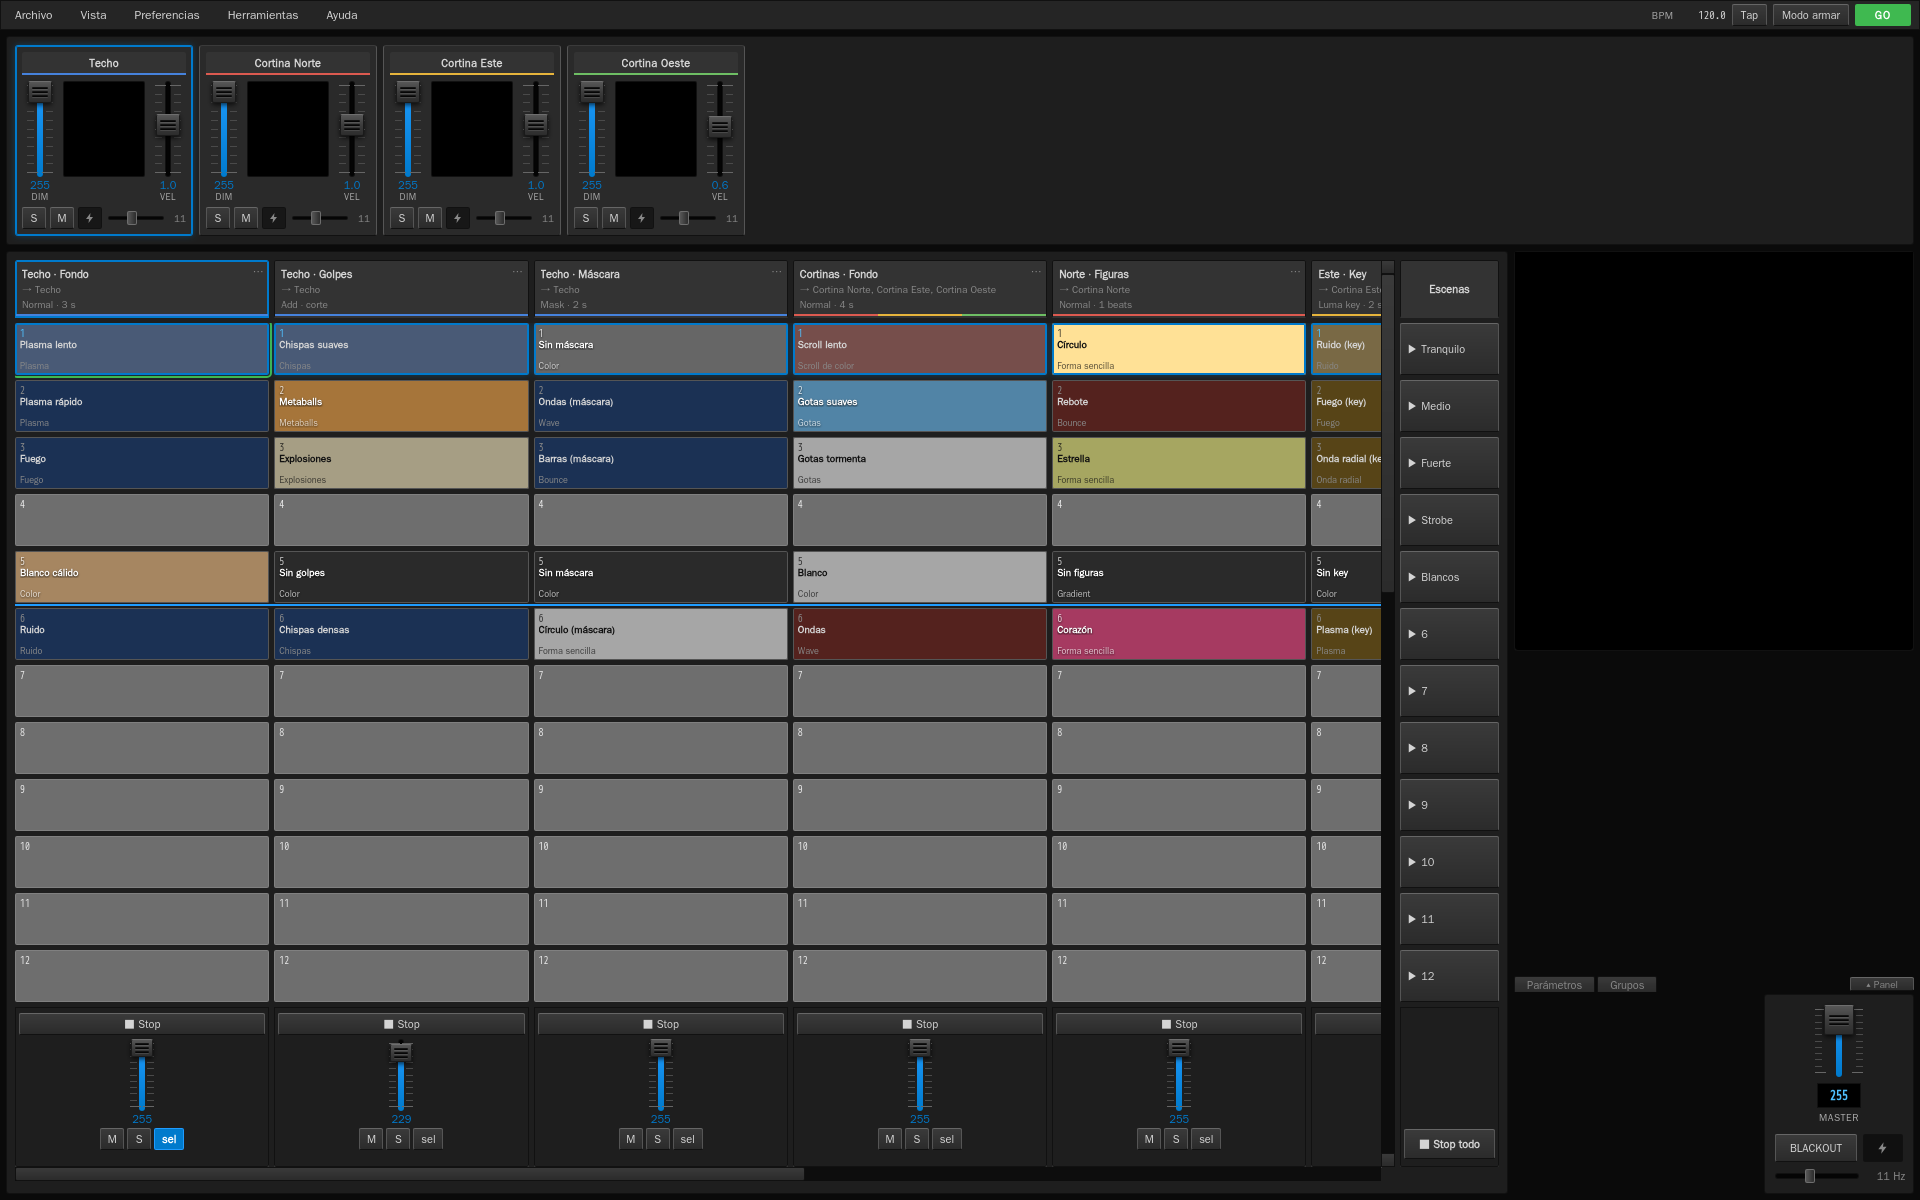 Archivo Vista Preferencias Herramientas Ayuda BPM 120.0 Tap Modo armar GO
Techo Cortina Norte Cortina Este Cortina Oeste
255 1.0 255 1.0 255 1.0 255 0.6
DIM VEL DIM VEL DIM VEL DIM VEL
S M 11 S M 11 S M 11 S M 11
Techo · Fondo ... Techo · Golpes ... Techo · Máscara ... Cortinas · Fondo ... Norte · Figuras ... Este · Key
→ Techo → Techo → Techo → Cortina Norte, Cortina Este, Cortina Oeste → Cortina Norte → Cortina Este
Normal · 3 s Add · corte Mask · 2 s Normal · 4 s Normal · 1 beats Luma key · 2 s
Escenas
1 1 1 1 1 1
Plasma lento Chispas suaves Sin máscara Scroll lento Círculo Ruido (key)
Plasma Chispas Color Scroll de color Forma sencilla Ruido
▶ Tranquilo
2 2 2 2 2 2
Plasma rápido Metaballs Ondas (máscara) Gotas suaves Rebote Fuego (key)
Plasma Metaballs Wave Gotas Bounce Fuego
▶ Medio
3 3 3 3 3 3
Fuego Explosiones Barras (máscara) Gotas tormenta Estrella Onda radial (ke
Fuego Explosiones Bounce Gotas Forma sencilla Onda radial
▶ Fuerte
4 4 4 4 4 4
▶ Strobe
5 5 5 5 5 5
Blanco cálido Sin golpes Sin máscara Blanco Sin figuras Sin key
Color Color Color Color Gradient Color
▶ Blancos
6 6 6 6 6 6
Ruido Chispas densas Círculo (máscara) Ondas Corazón Plasma (key)
Ruido Chispas Forma sencilla Wave Forma sencilla Plasma
▶ 6
7 7 7 7 7 7
▶ 7
8 8 8 8 8 8
▶ 8
9 9 9 9 9 9
▶ 9
10 10 10 10 10 10
▶ 10
11 11 11 11 11 11
▶ 11
12 12 12 12 12 12
▶ 12
Parámetros Grupos ▴ Panel
Stop Stop Stop Stop Stop
255 229 255 255 255
M S sel M S sel M S sel M S sel M S sel
Stop todo
255
MASTER
BLACKOUT
11 Hz